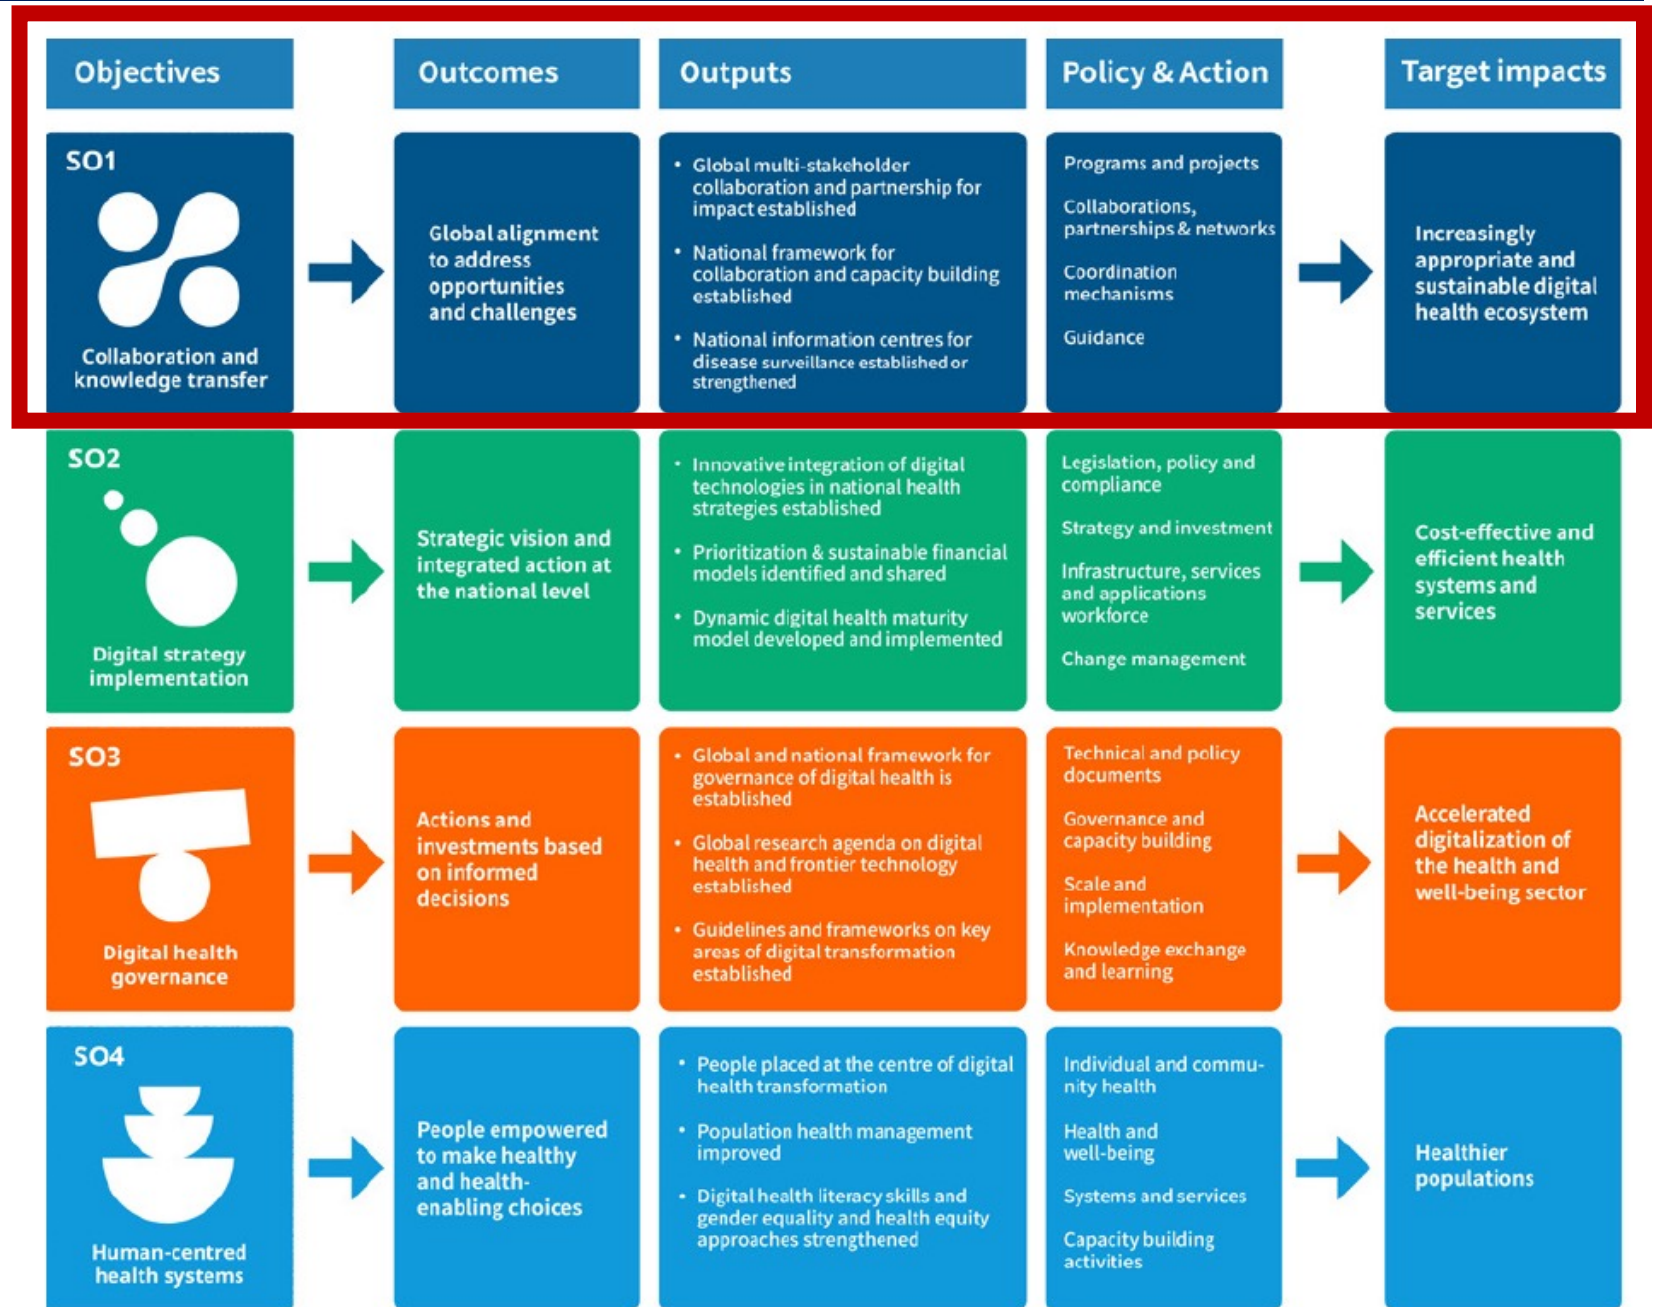 Objectives
Outcomes
Outputs
Policy & Action
Target impacts
SO1
Collaboration and
knowledge transfer
Global alignment
to address
opportunities
and challenges
• Global multi-stakeholder
collaboration and partnership for
impact established
• National framework for
collaboration and capacity building
established
• National information centres for
disease surveillance established or
strengthened
Programs and projects
Collaborations,
partnerships & networks
Coordination
mechanisms
Guidance
Increasingly
appropriate and
sustainable digital
health ecosystem
SO2
Digital strategy
implementation
Strategic vision and
integrated action at
the national level
• Innovative integration of digital
technologies in national health
strategies established
• Prioritization & sustainable financial
models identified and shared
• Dynamic digital health maturity
model developed and implemented
Legislation, policy and
compliance
Strategy and investment
Infrastructure, services
and applications
workforce
Change management
Cost-effective and
efficient health
systems and
services
SO3
Digital health
governance
Actions and
investments based
on informed
decisions
• Global and national framework for
governance of digital health is
established
• Global research agenda on digital
health and frontier technology
established
• Guidelines and frameworks on key
areas of digital transformation
established
Technical and policy
documents
Governance and
capacity building
Scale and
implementation
Knowledge exchange
and learning
Accelerated
digitalization of
the health and
well-being sector
SO4
Human-centred
health systems
People empowered
to make healthy
and health-
enabling choices
• People placed at the centre of digital
health transformation
• Population health management
improved
• Digital health literacy skills and
gender equality and health equity
approaches strengthened
Individual and commu-
nity health
Health and
well-being
Systems and services
Capacity building
activities
Healthier
populations